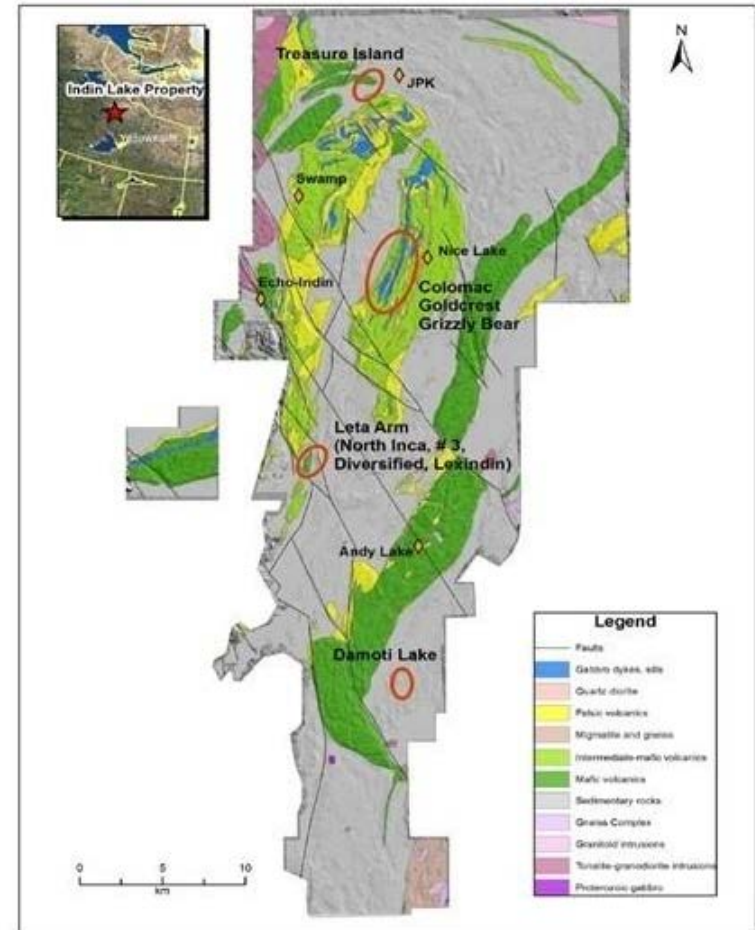 N
Indin Lake Property
Yellowknife
Treasure Island
JPK
Swamp
Nice Lake
Echo-Indin
Colomac
Goldcrest
Grizzly Bear
Leta Arm
(North Inca, # 3,
Diversified, Lexindin)
Andy Lake
Damoti Lake
Legend
Faults
Gabbro dykes, sills
Quartz diorite
Felsic volcanics
Migmatite and gneiss
Intermediate-mafic volcanics
Mafic volcanics
Sedimentary rocks
Gneiss Complex
Granitoid intrusions
Tonalite-granodiorite intrusions
Proterozoic gabbro
0 5 10
km